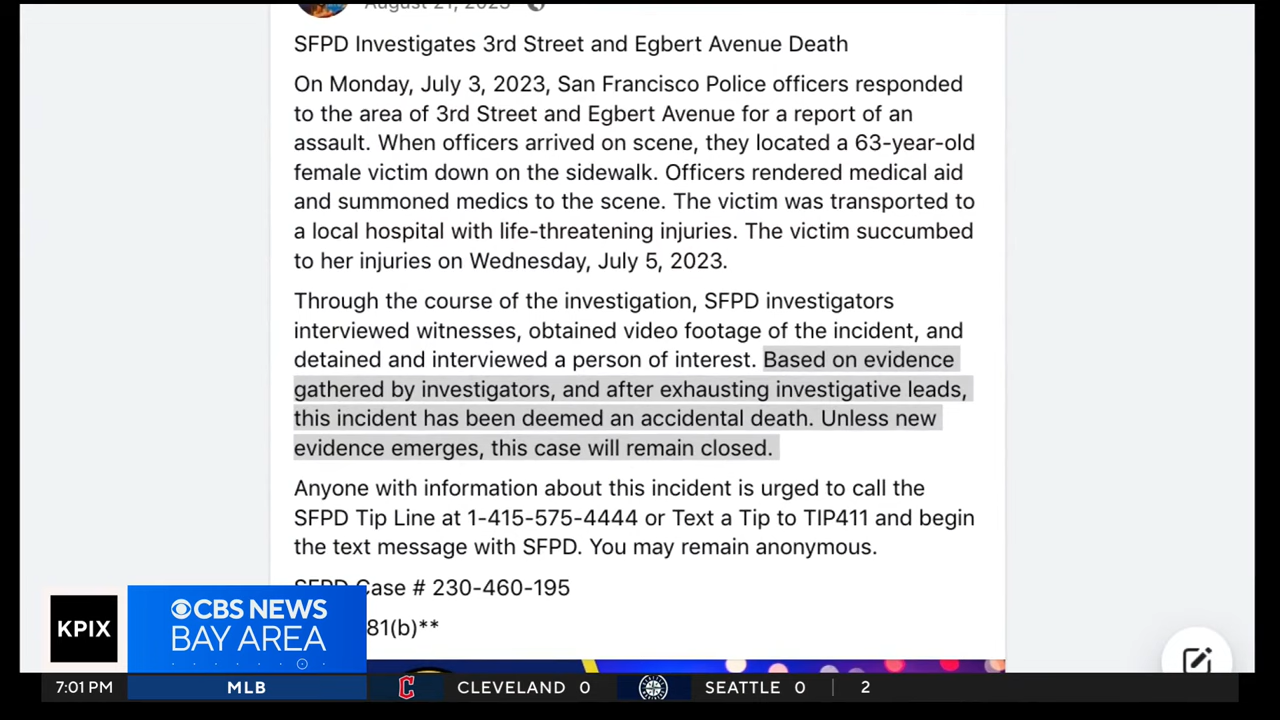 August 21, 2023
SFPD Investigates 3rd Street and Egbert Avenue Death
On Monday, July 3, 2023, San Francisco Police officers responded
to the area of 3rd Street and Egbert Avenue for a report of an
assault. When officers arrived on scene, they located a 63-year-old
female victim down on the sidewalk. Officers rendered medical aid
and summoned medics to the scene. The victim was transported to
a local hospital with life-threatening injuries. The victim succumbed
to her injuries on Wednesday, July 5, 2023.
Through the course of the investigation, SFPD investigators
interviewed witnesses, obtained video footage of the incident, and
detained and interviewed a person of interest. Based on evidence
gathered by investigators, and after exhausting investigative leads,
this incident has been deemed an accidental death. Unless new
evidence emerges, this case will remain closed.
Anyone with information about this incident is urged to call the
SFPD Tip Line at 1-415-575-4444 or Text a Tip to TIP411 and begin
the text message with SFPD. You may remain anonymous.
SFPD Case # 230-460-195
81(b)**
KPIX
CBS NEWS
BAY AREA
7:01 PM MLB C CLEVELAND 0 SEATTLE 0 2